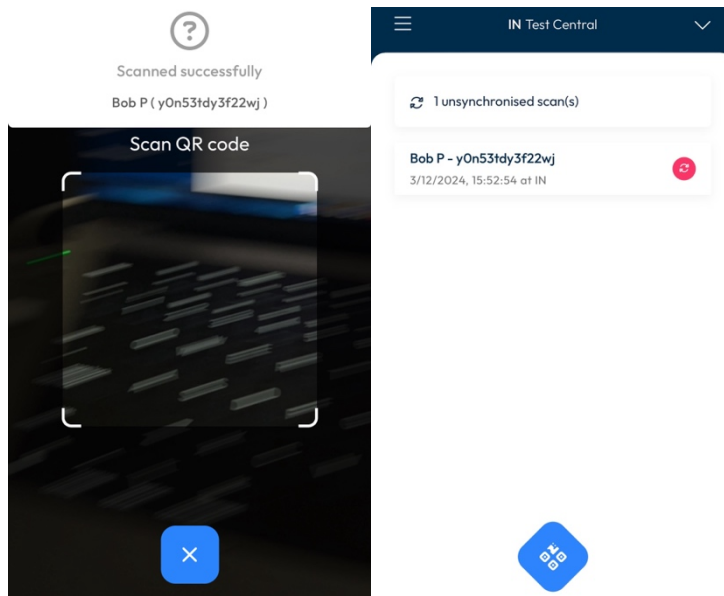 Scanned successfully
Bob P ( y0n53tdy3f22wj )
Scan QR code
IN Test Central
1 unsynchronised scan(s)
Bob P - y0n53tdy3f22wj
3/12/2024, 15:52:54 at IN